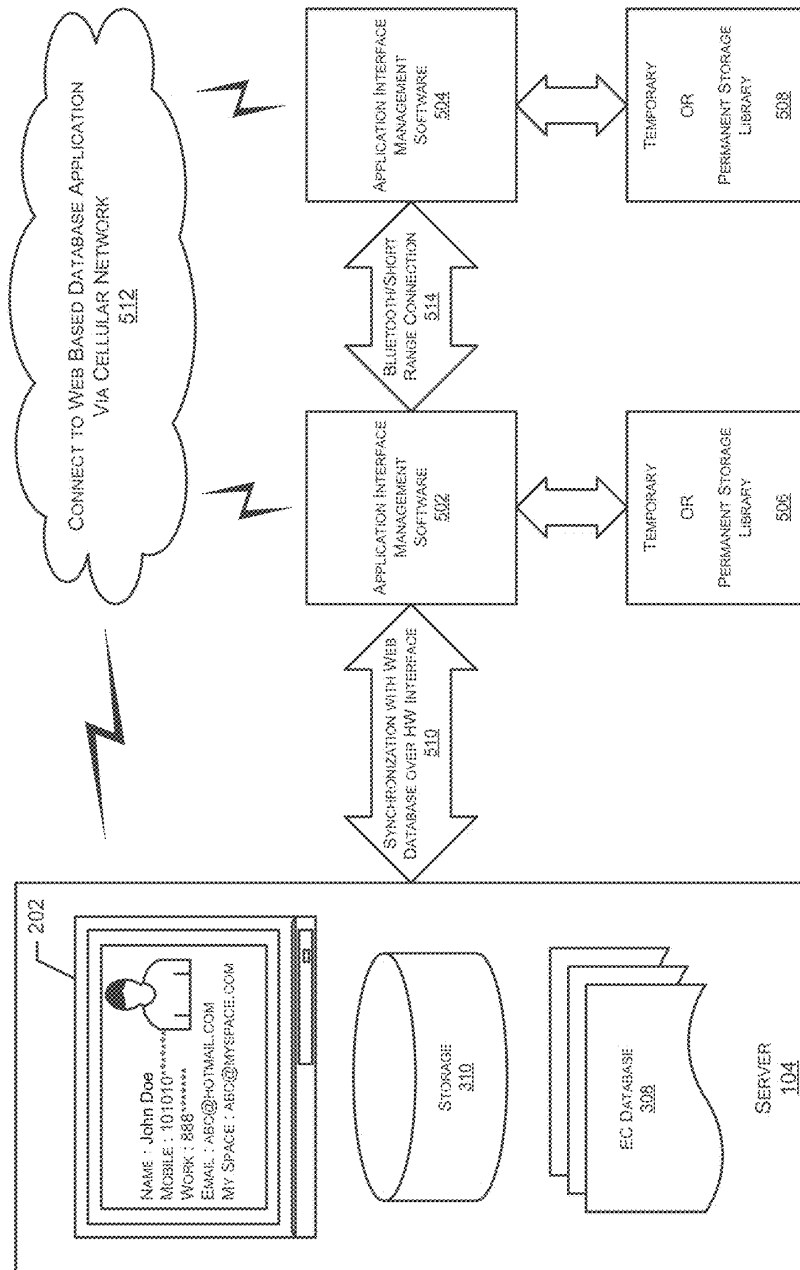 CONNECT TO WEB BASED DATABASE APPLICATION
VIA CELLULAR NETWORK
512
202
NAME : John Doe
MOBILE : 101010*******
WORK : 888*******
EMAIL : ABC@HOTMAIL.COM
MY SPACE : ABC@MYSPACE.COM
STORAGE
310
EC DATABASE
308
SERVER
104
SYNCHRONIZATION WITH WEB
DATABASE OVER HW INTERFACE
510
APPLICATION INTERFACE
MANAGEMENT
SOFTWARE
502
BLUETOOTH/SHORT
RANGE CONNECTION
514
APPLICATION INTERFACE
MANAGEMENT
SOFTWARE
504
TEMPORARY
OR
PERMANENT STORAGE
LIBRARY
506
TEMPORARY
OR
PERMANENT STORAGE
LIBRARY
508